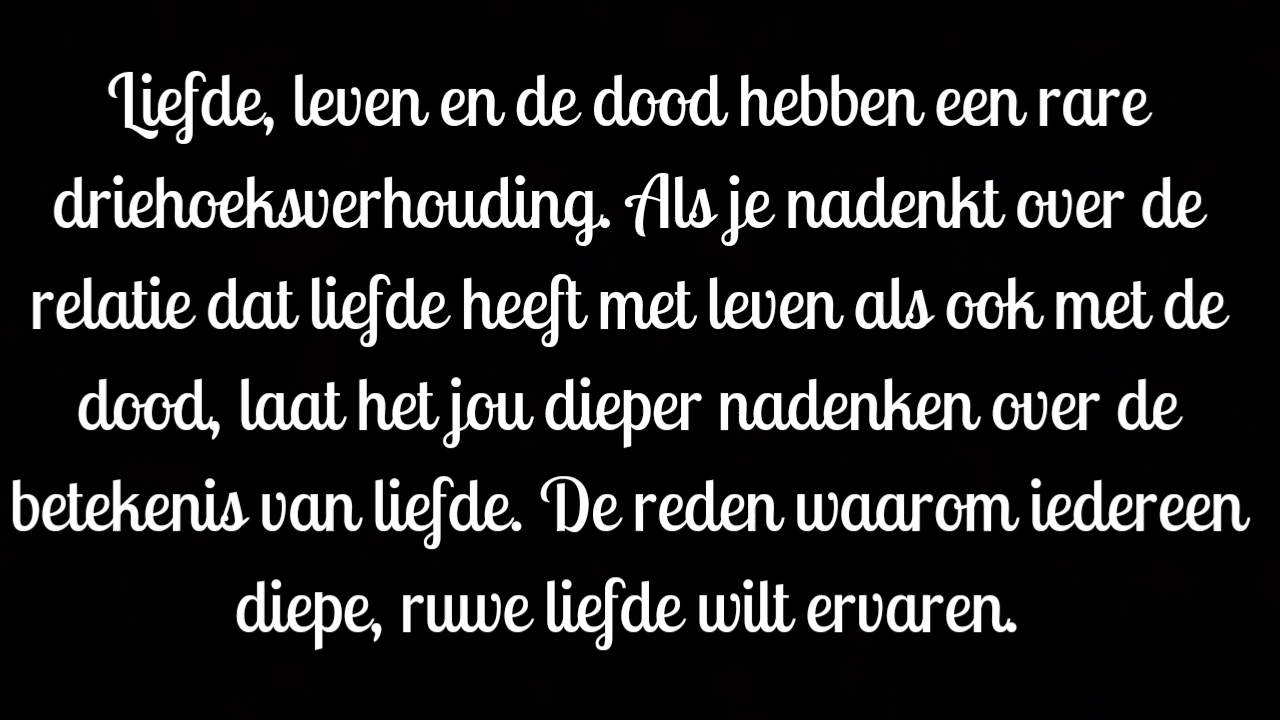 Liefde, leven en de dood hebben een rare
driehoeksverhouding. Als je nadenkt over de
relatie dat liefde heeft met leven als ook met de
dood, laat het jou dieper nadenken over de
betekenis van liefde. De reden waarom iedereen
diepe, ruwe liefde wilt ervaren.